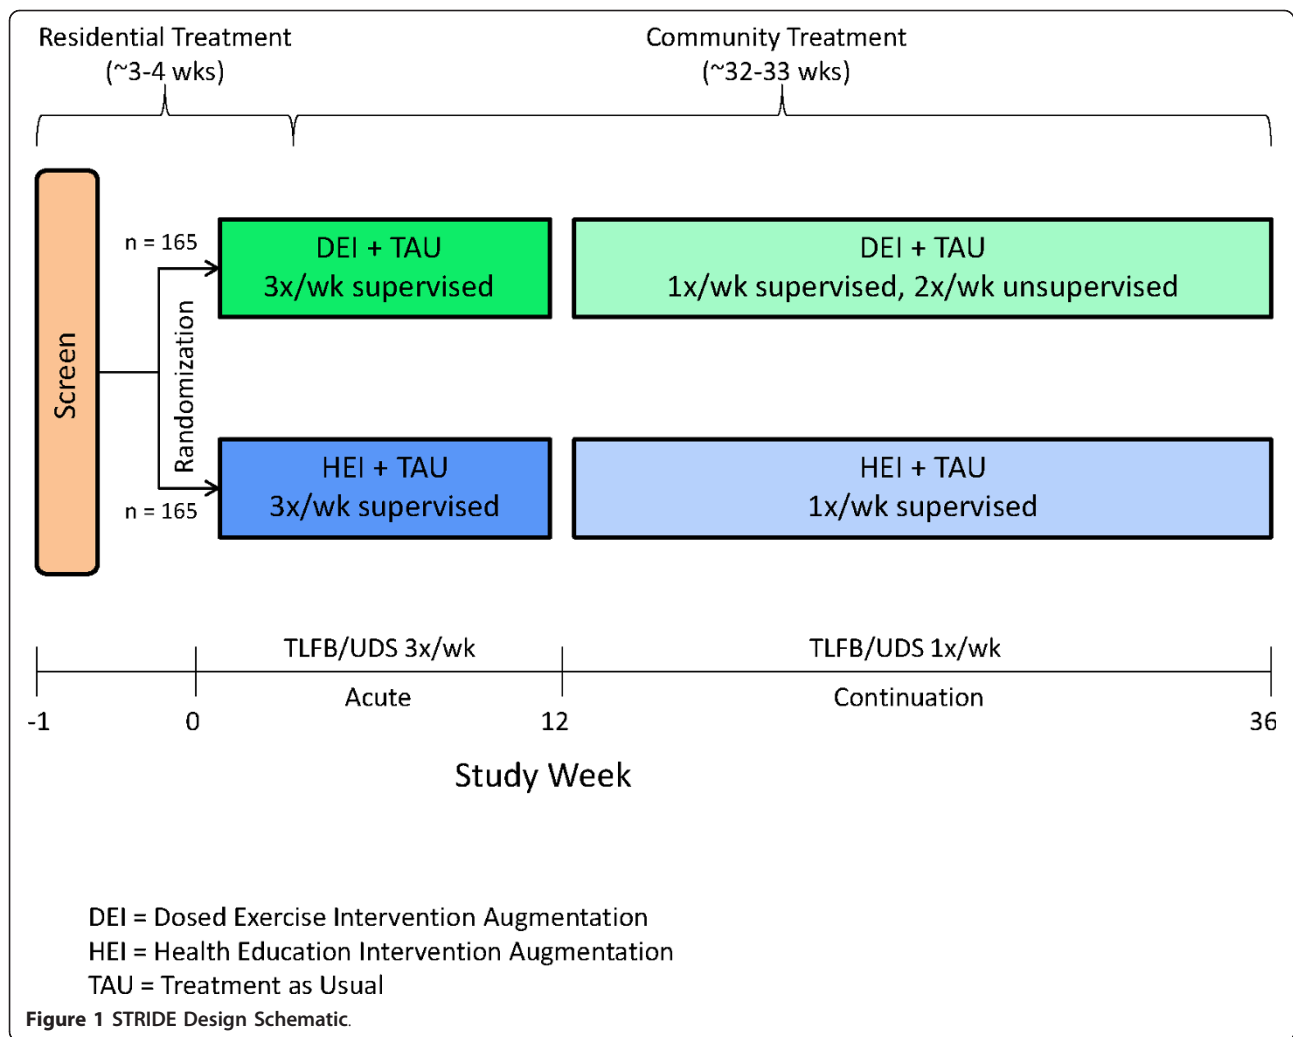 Residential Treatment
(~3-4 wks)
Community Treatment
(~32-33 wks)
Screen
Randomization
n = 165
n = 165
DEI + TAU
3x/wk supervised
DEI + TAU
1x/wk supervised, 2x/wk unsupervised
HEI + TAU
3x/wk supervised
HEI + TAU
1x/wk supervised
TLFB/UDS 3x/wk
TLFB/UDS 1x/wk
Acute
Continuation
-1
0
12
36
Study Week
DEI = Dosed Exercise Intervention Augmentation
HEI = Health Education Intervention Augmentation
TAU = Treatment as Usual
Figure 1 STRIDE Design Schematic.